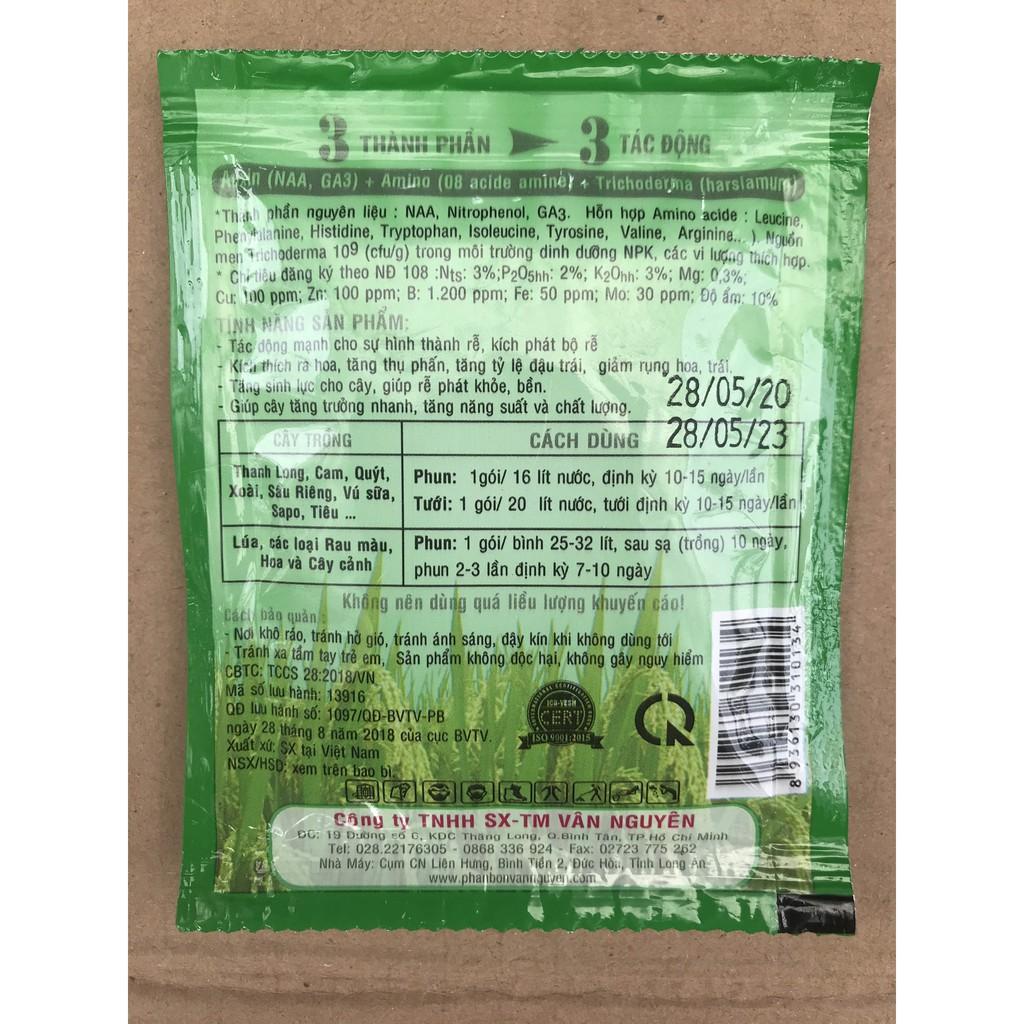 3 THÀNH PHẦN 3 TÁC ĐỘNG
(NAA, GA3) + Amino (08 acide amine) + Trichoderma (harsiamum)
*Thành phần nguyên liệu : NAA, Nitrophenol, GA3. Hỗn hợp Amino acide : Leucine,
Phenylalanine, Histidine, Tryptophan, Isoleucine, Tyrosine, Valine, Arginine... ). Nguồn
men Trichoderma 10⁹ (cfu/g) trong môi trường dinh dưỡng NPK, các vi lượng thích hợp.
* Chỉ tiêu đăng ký theo NĐ 108 :Nts: 3%;P2O5hh: 2%; K2Ohh: 3%; Mg: 0,3%;
Cu: 100 ppm; Zn: 100 ppm; B: 1.200 ppm; Fe: 50 ppm; Mo: 30 ppm; Độ ẩm: 10%
TÍNH NĂNG SẢN PHẨM:
- Tác động mạnh cho sự hình thành rễ, kích phát bộ rễ
- Kích thích ra hoa, tăng thụ phấn, tăng tỷ lệ đậu trái, giảm rụng hoa, trái.
- Tăng sinh lực cho cây, giúp rễ phát khỏe, bền.
- Giúp cây tăng trưởng nhanh, tăng năng suất và chất lượng.
28/05/20
28/05/23
CÂY TRỒNG CÁCH DÙNG
Thanh Long, Cam, Quýt,
Xoài, Sầu Riêng, Vú sữa,
Sapo, Tiêu ...
Phun: 1gói/ 16 lít nước, định kỳ 10-15 ngày/lần
Tưới: 1 gói/ 20 lít nước, tưới định kỳ 10-15 ngày/lần
Lúa, các loại Rau màu,
Hoa và Cây cảnh
Phun: 1 gói/ bình 25-32 lít, sau sạ (trồng) 10 ngày,
phun 2-3 lần định kỳ 7-10 ngày
Không nên dùng quá liều lượng khuyến cáo!
Cách bảo quản:
- Nơi khô ráo, tránh hở gió, tránh ánh sáng, đậy kín khi không dùng tới
- Tránh xa tầm tay trẻ em, Sản phẩm không độc hại, không gây nguy hiểm
CBTC: TCCS 28:2018/VN
Mã số lưu hành: 13916
QĐ lưu hành số: 1097/QĐ-BVTV-PB
ngày 28 tháng 8 năm 2018 của cục BVTV.
Xuất xứ: SX tại Việt Nam
NSX/HSD: xem trên bao bì.
CERT
ISO 9001:2015
8 936130 310134
Công ty TNHH SX-TM VÂN NGUYÊN
ĐC: 19 Đường số 6, KDC Thăng Long, Q.Bình Tân, TP.Hồ Chí Minh
Tel: 028.22176305 - 0868 336 924 - Fax: 02723 775 262
Nhà Máy: Cụm CN Liên Hưng, Bình Tiền 2, Đức Hòa, Tỉnh Long An
www.phanbonvannguyen.com